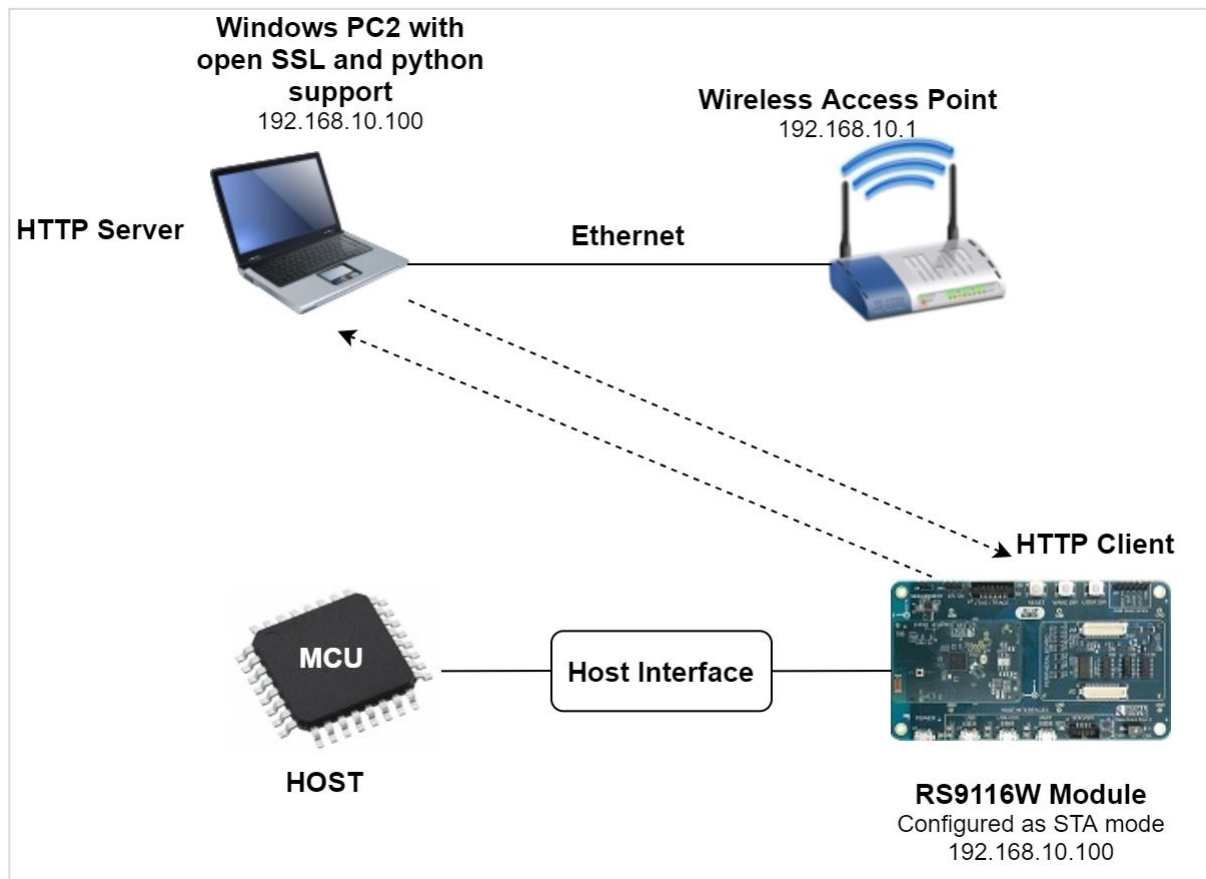 Windows PC2 with
open SSL and python
support
192.168.10.100
Wireless Access Point
192.168.10.1
HTTP Server
Ethernet
HTTP Client
MCU
Host Interface
HOST
RS9116W Module
Configured as STA mode
192.168.10.100